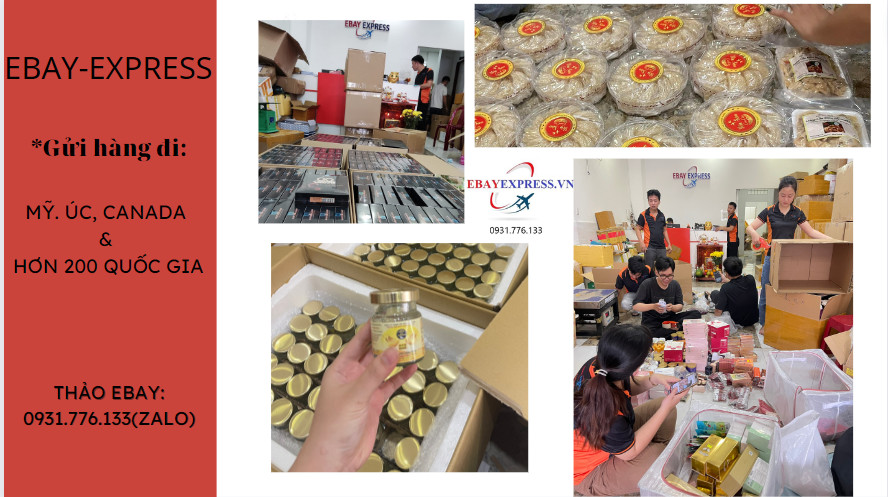 EBAY-EXPRESS
*Gửi hàng đi:
MỸ. ÚC, CANADA
&
HƠN 200 QUỐC GIA
THẢO EBAY:
0931.776.133(ZALO)
EBAY EXPRESS
EBAYEXPRESS.VN
0931.776.133
EBAY EXPRESS